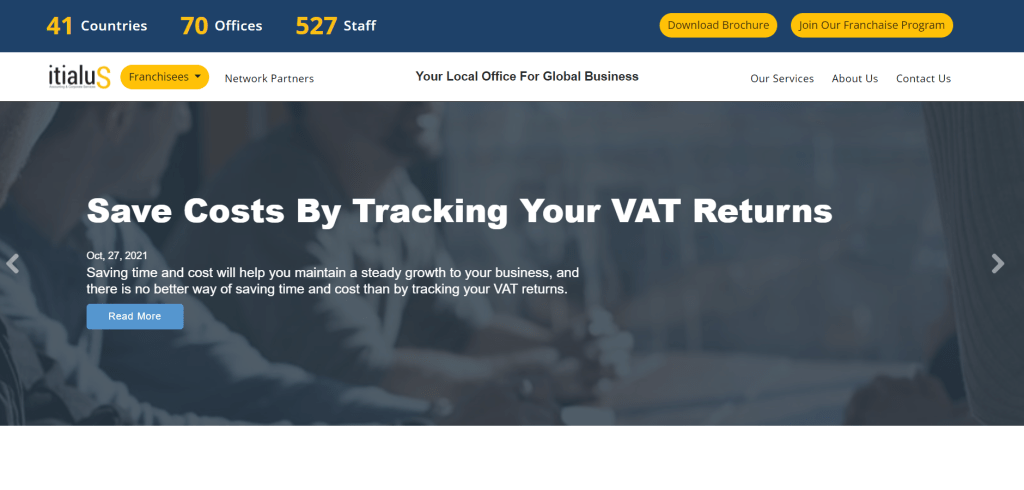 41 Countries 70 Offices 527 Staff Download Brochure Join Our Franchaise Program
itialuS Franchisees Network Partners Your Local Office For Global Business Our Services About Us Contact Us
Save Costs By Tracking Your VAT Returns
Oct, 27, 2021
Saving time and cost will help you maintain a steady growth to your business, and
there is no better way of saving time and cost than by tracking your VAT returns.
Read More